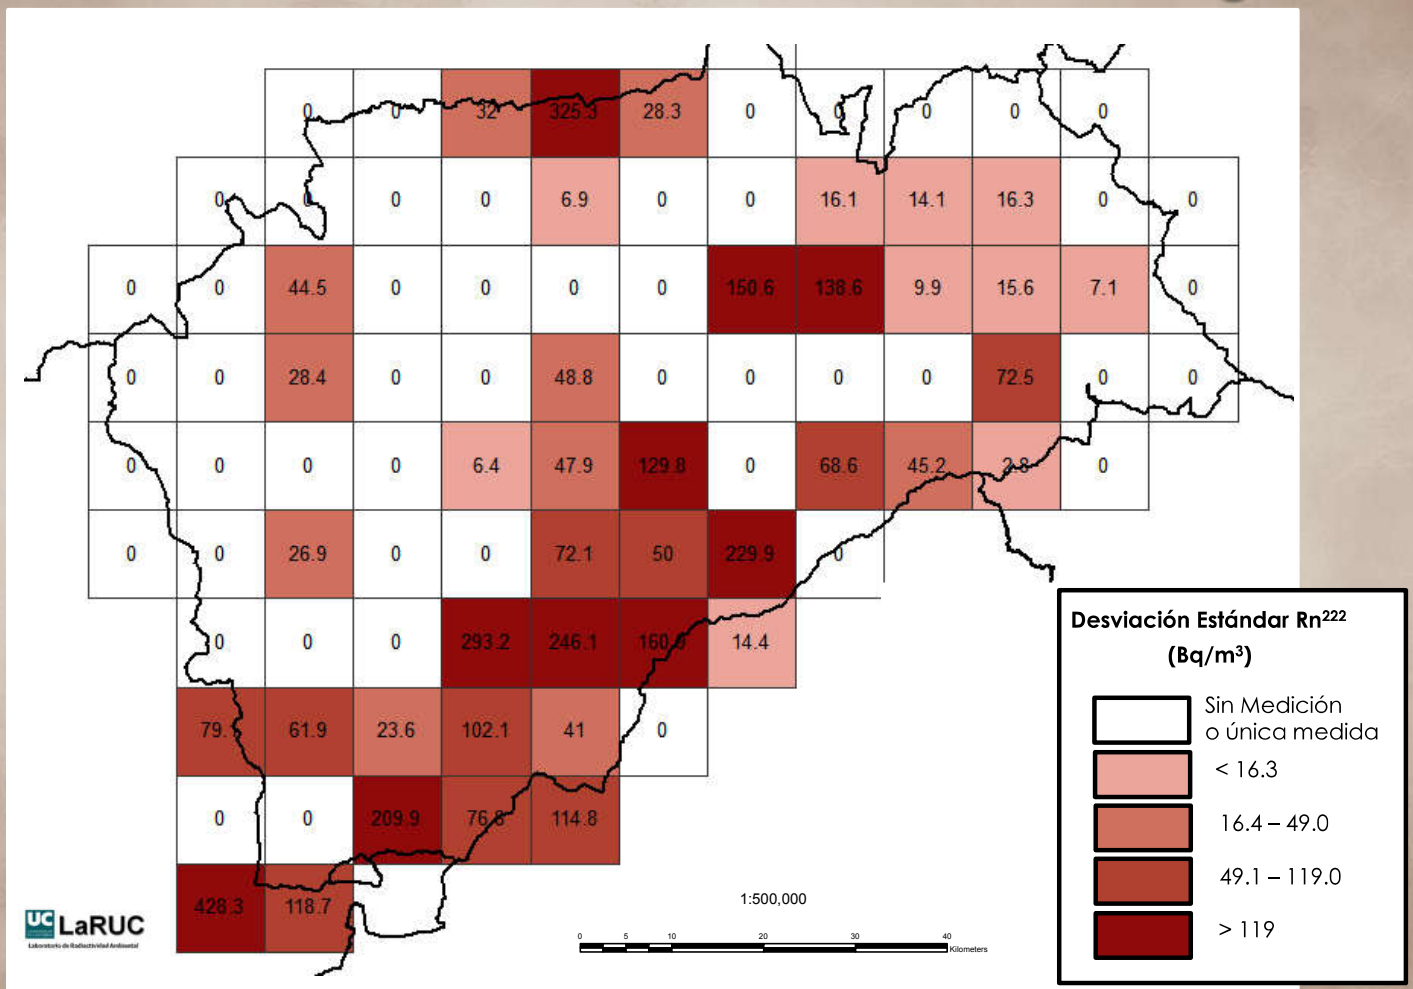 0 0 32 325.3 28.3 0 0 0 0 0
0 0 0 0 6.9 0 0 16.1 14.1 16.3 0 0
0 0 44.5 0 0 0 0 150.6 138.6 9.9 15.6 7.1 0
0 0 28.4 0 0 48.8 0 0 0 0 72.5 0 0
0 0 0 0 6.4 47.9 129.8 0 68.6 45.2 2.8 0
0 0 26.9 0 0 72.1 50 229.9 0
0 0 0 293.2 246.1 14.4
61.9 23.6 102.1 41 0
0 0 209.9 76.8 114.8
428.3 118.7
Desviación Estándar Rn²²²
(Bq/m³)
Sin Medición
o única medida
< 16.3
16.4 – 49.0
49.1 – 119.0
> 119
1:500,000
0 5 10 20 30 40
Kilometers
UC LaRUC
Laboratorio de Radiactividad Ambiental